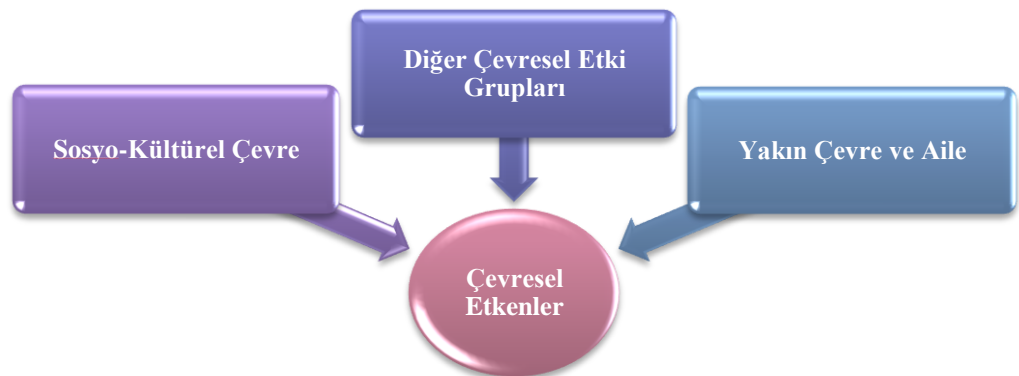 Diğer Çevresel Etki
Grupları
Sosyo-Kültürel Çevre
Yakın Çevre ve Aile
Çevresel
Etkenler